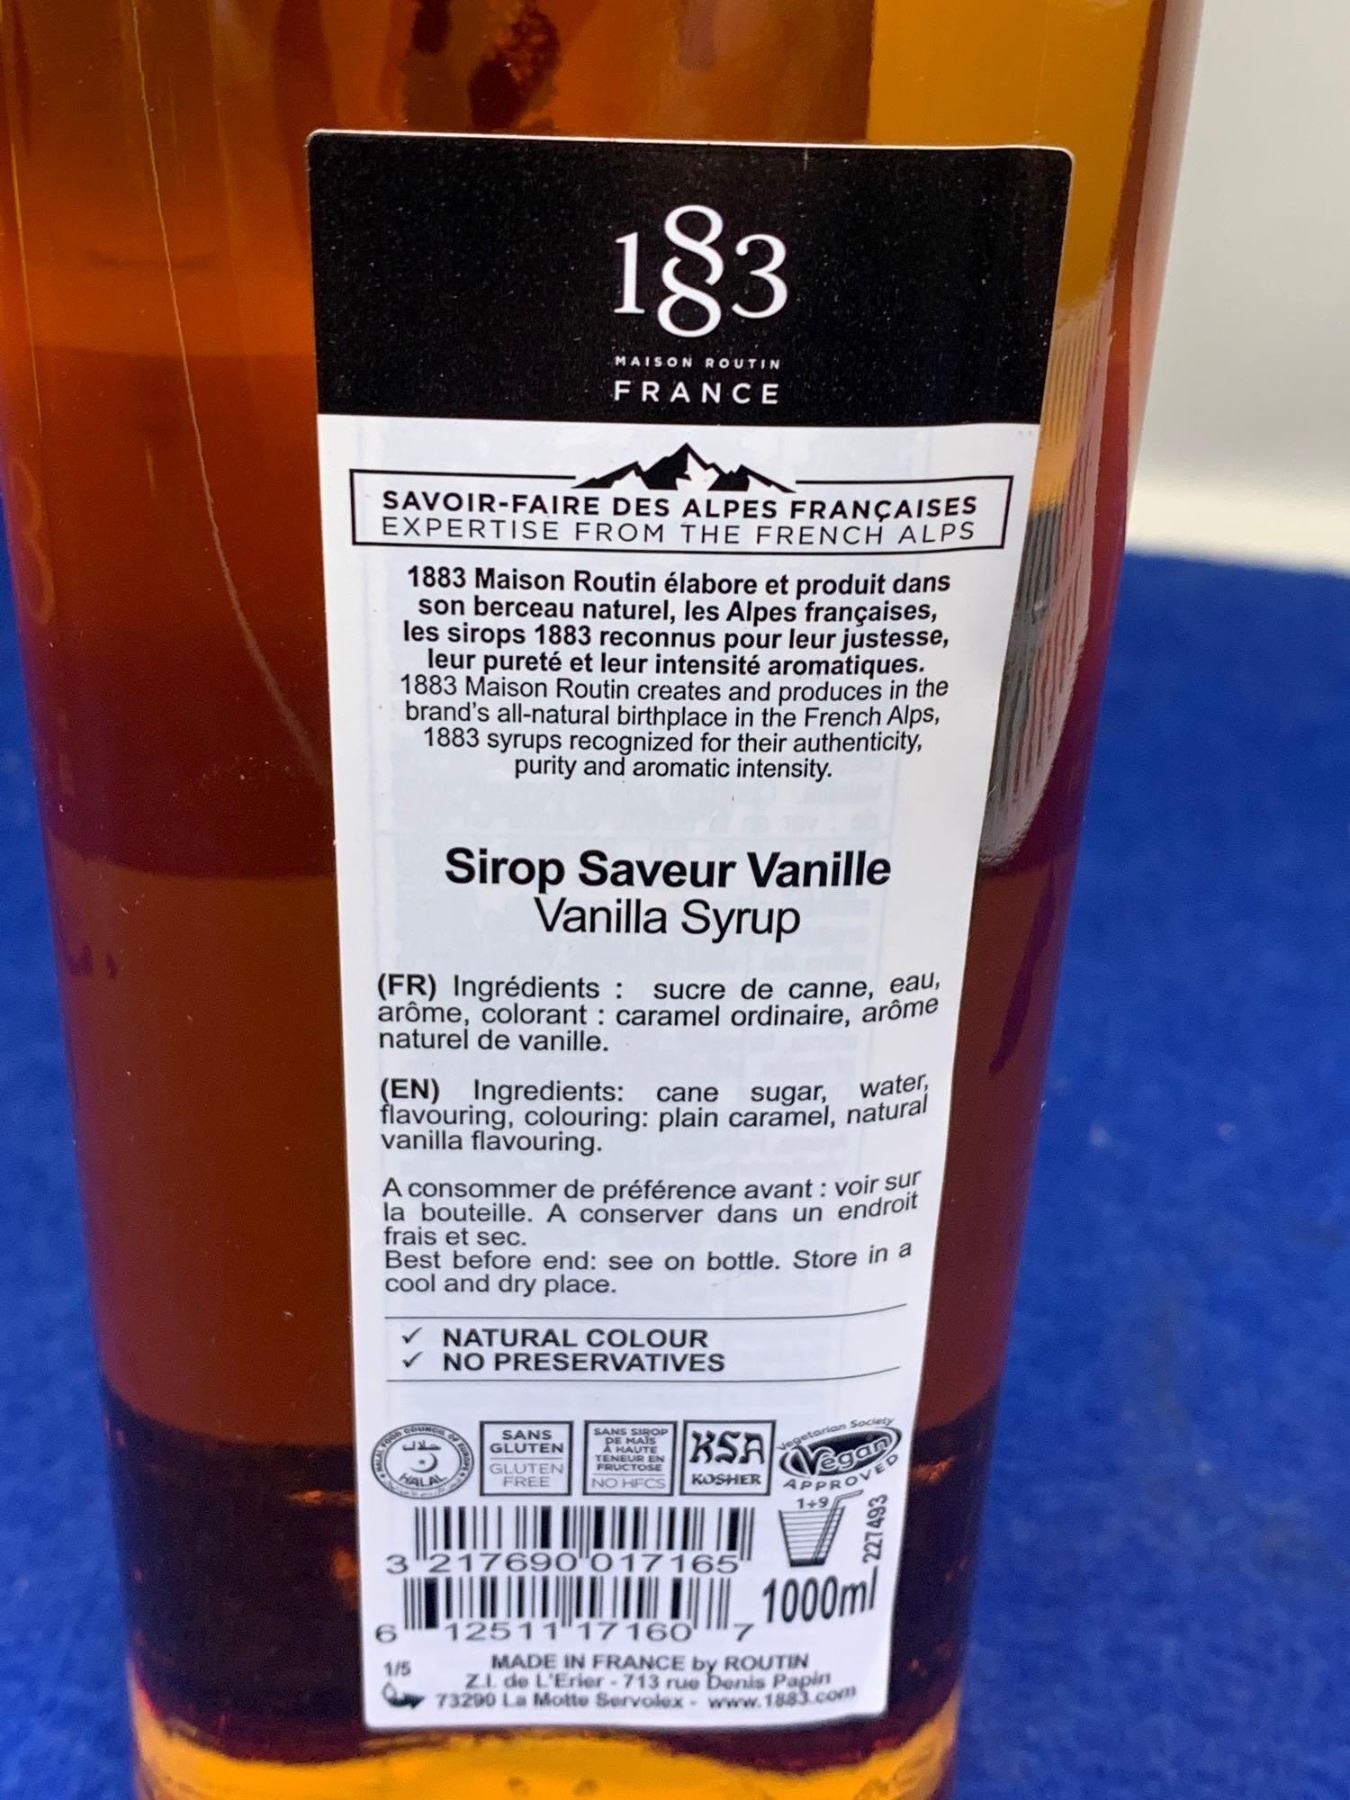 1883
MAISON ROUTIN
FRANCE
SAVOIR-FAIRE DES ALPES FRANÇAISES
EXPERTISE FROM THE FRENCH ALPS
1883 Maison Routin élabore et produit dans
son berceau naturel, les Alpes françaises,
les sirops 1883 reconnus pour leur justesse,
leur pureté et leur intensité aromatiques.
1883 Maison Routin creates and produces in the
brand's all-natural birthplace in the French Alps,
1883 syrups recognized for their authenticity,
purity and aromatic intensity.
Sirop Saveur Vanille
Vanilla Syrup
(FR) Ingrédients : sucre de canne, eau,
arôme, colorant : caramel ordinaire, arôme
naturel de vanille.
(EN) Ingredients: cane sugar, water,
flavouring, colouring: plain caramel, natural
vanilla flavouring.
A consommer de préférence avant : voir sur
la bouteille. A conserver dans un endroit
frais et sec.
Best before end: see on bottle. Store in a
cool and dry place.
✓ NATURAL COLOUR
✓ NO PRESERVATIVES
HALAL FOOD COUNCIL OF EUROPE
حلال
HALAL
SANS
GLUTEN
GLUTEN
FREE
SANS SIROP
DE MAÏS
À HAUTE
TENEUR EN
FRUCTOSE
NO HFCS
KSA
KOSHER
Vegetarian Society
Vegan
APPROVED
1+9
227493
3 217690 017165
1000ml
6 12511 17160 7
1/5
MADE IN FRANCE by ROUTIN
Z.I. de L'Erier - 713 rue Denis Papin
73290 La Motte Servolex - www.1883.com